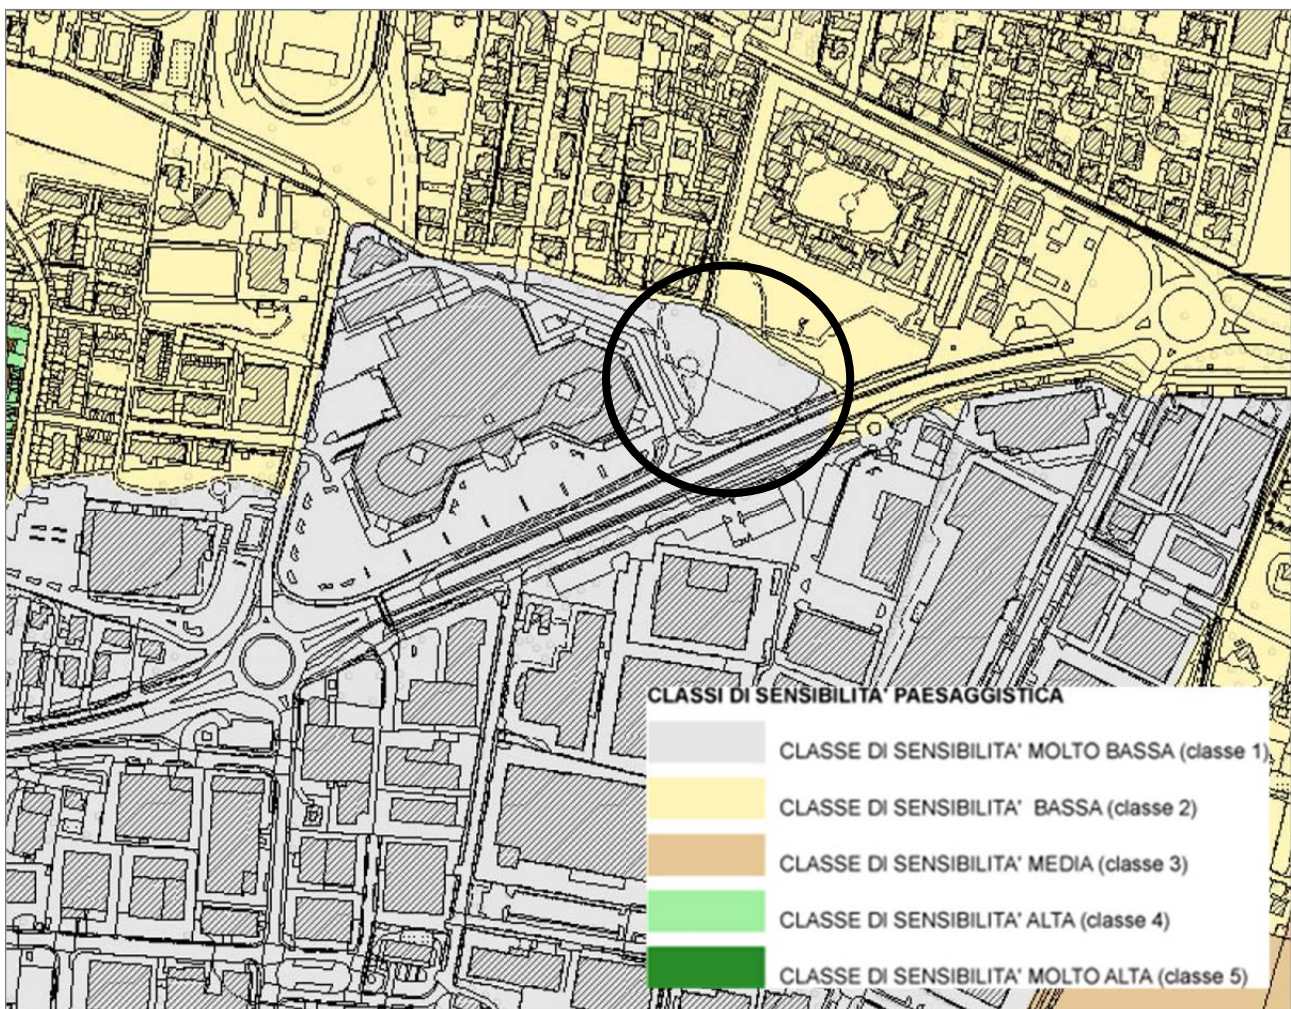 CLASSI DI SENSIBILITA' PAESAGGISTICA
CLASSE DI SENSIBILITA' MOLTO BASSA (classe 1)
CLASSE DI SENSIBILITA' BASSA (classe 2)
CLASSE DI SENSIBILITA' MEDIA (classe 3)
CLASSE DI SENSIBILITA' ALTA (classe 4)
CLASSE DI SENSIBILITA' MOLTO ALTA (classe 5)